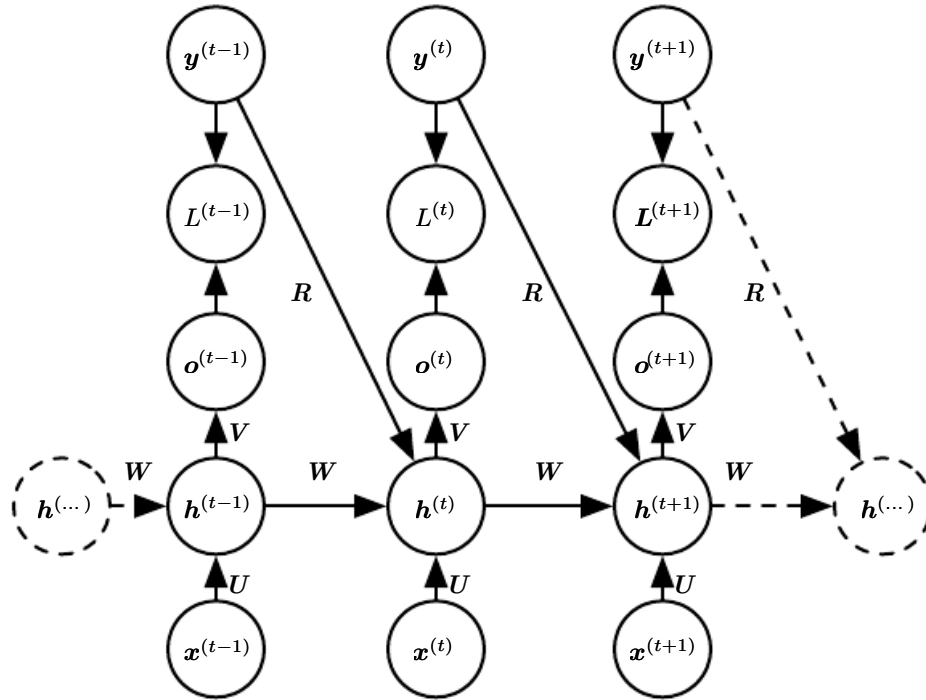 y^(t−1) y^(t) y^(t+1)
L^(t−1) L^(t) L^(t+1)
R R R
o^(t−1) o^(t) o^(t+1)
V V V
W W W W
h^(...) h^(t−1) h^(t) h^(t+1) h^(...)
U U U
x^(t−1) x^(t) x^(t+1)